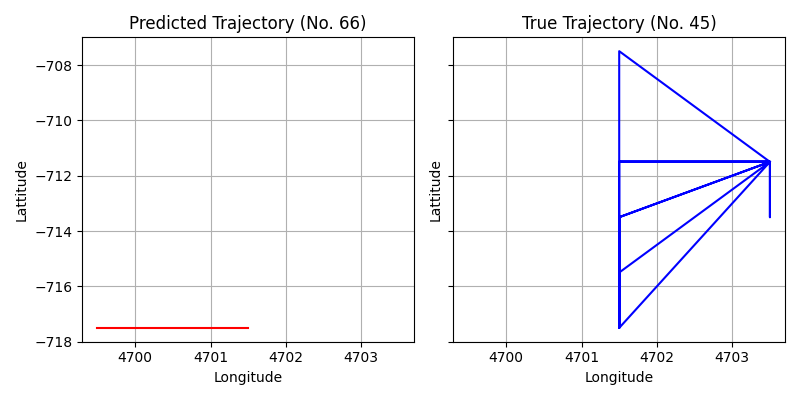 Predicted Trajectory (No. 66)
Lattitude
−708
−710
−712
−714
−716
−718
4700 4701 4702 4703
Longitude
True Trajectory (No. 45)
Lattitude
4700 4701 4702 4703
Longitude